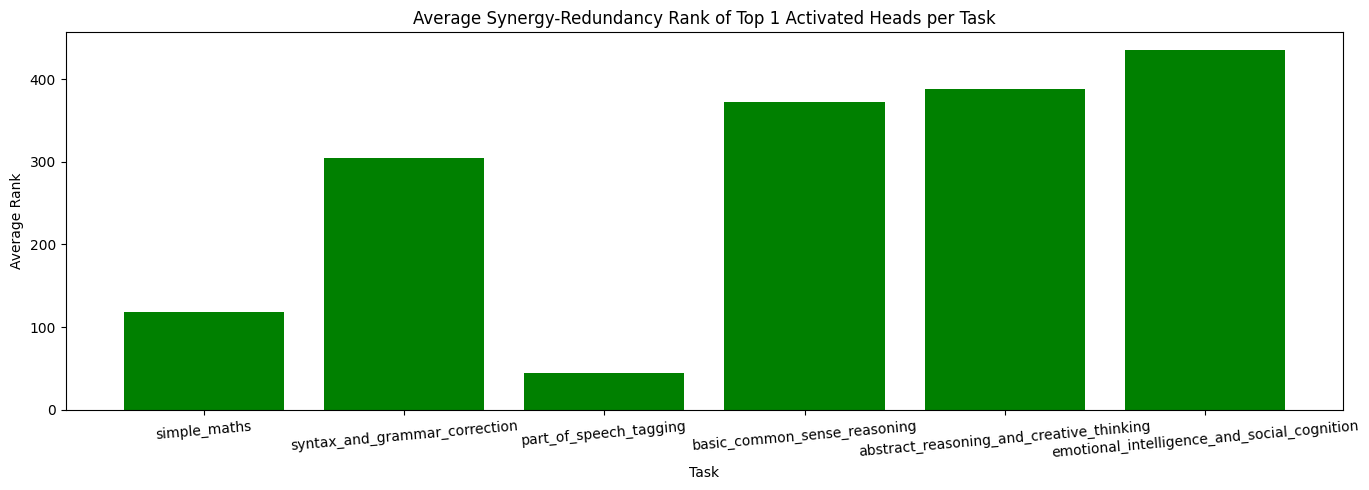 Average Synergy-Redundancy Rank of Top 1 Activated Heads per Task
Average Rank
400
300
200
100
0
simple_maths
syntax_and_grammar_correction
part_of_speech_tagging
basic_common_sense_reasoning
abstract_reasoning_and_creative_thinking
emotional_intelligence_and_social_cognition
Task